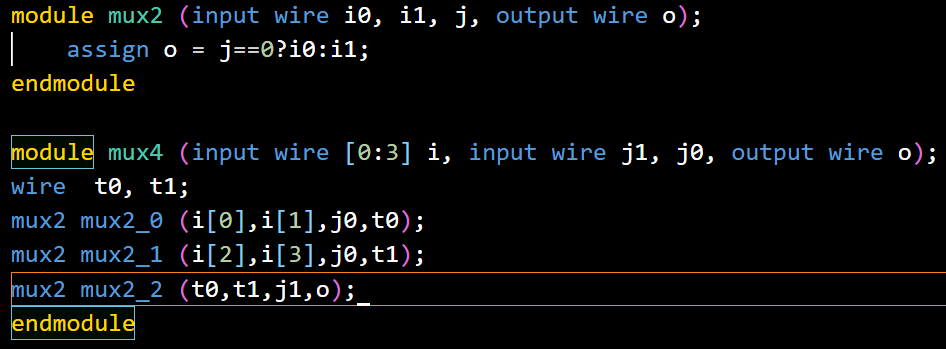 module mux2 (input wire i0, i1, j, output wire o);
    assign o = j==0?i0:i1;
endmodule

module mux4 (input wire [0:3] i, input wire j1, j0, output wire o);
wire  t0, t1;
mux2 mux2_0 (i[0],i[1],j0,t0);
mux2 mux2_1 (i[2],i[3],j0,t1);
mux2 mux2_2 (t0,t1,j1,o);
endmodule